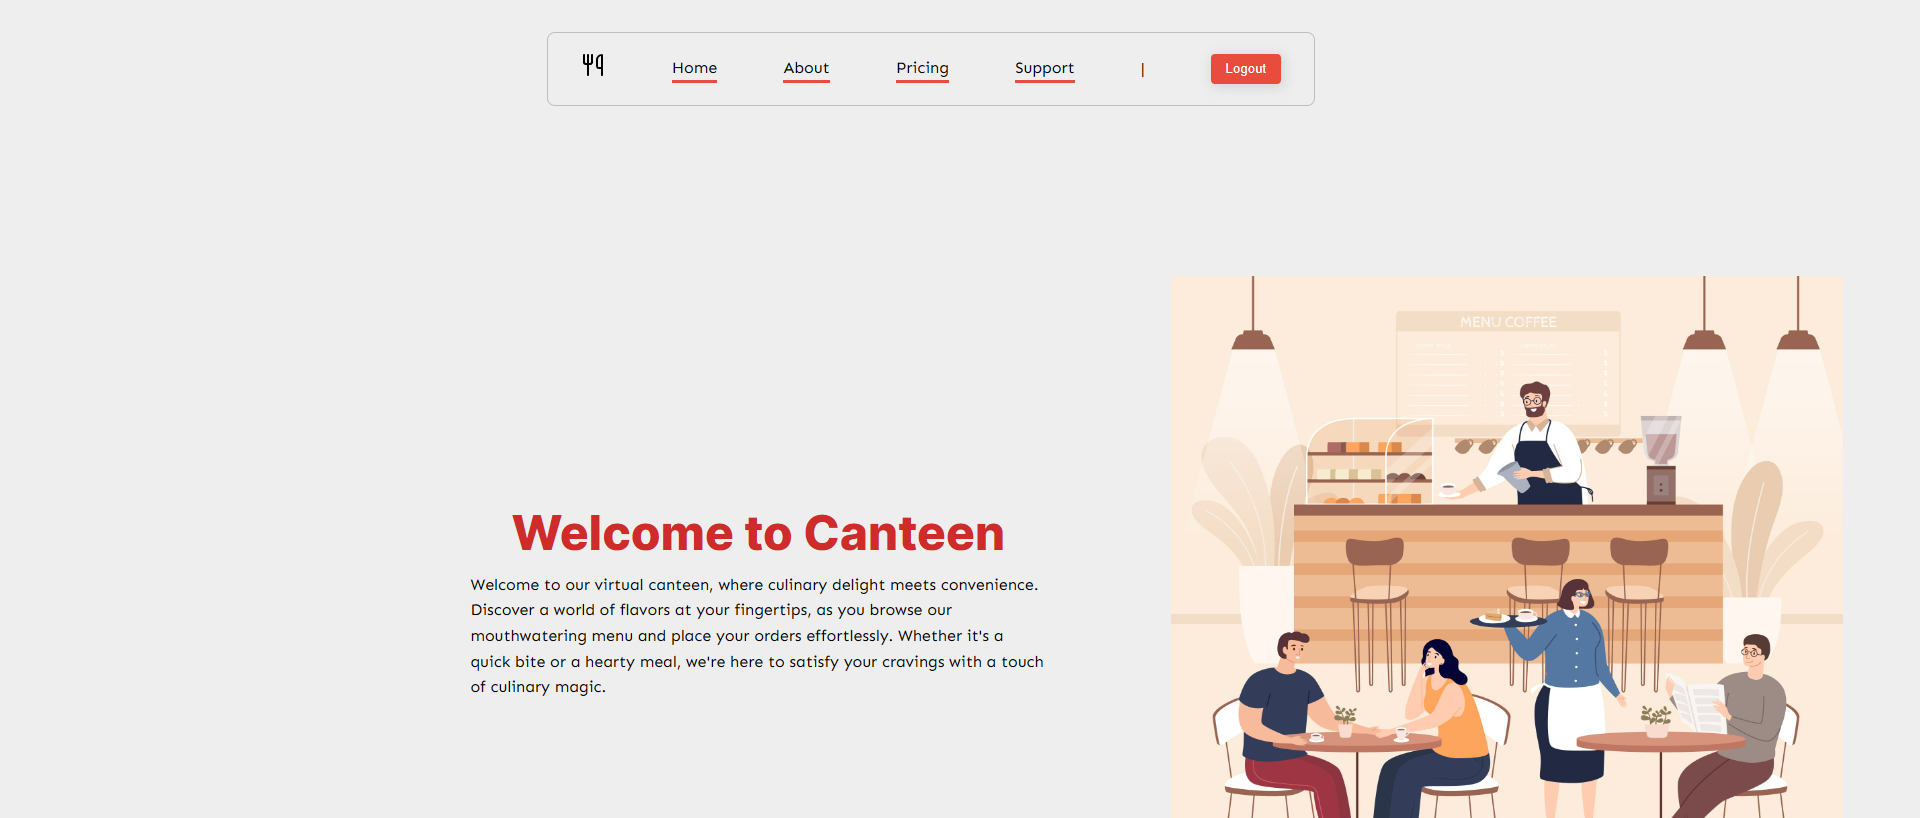 Home About Pricing Support | Logout
MENU COFFEE
Welcome to Canteen
Welcome to our virtual canteen, where culinary delight meets convenience.
Discover a world of flavors at your fingertips, as you browse our
mouthwatering menu and place your orders effortlessly. Whether it's a
quick bite or a hearty meal, we're here to satisfy your cravings with a touch
of culinary magic.